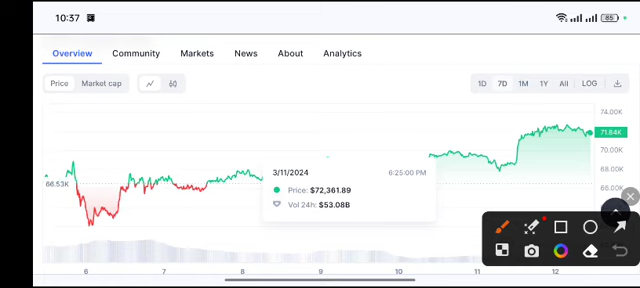 10:37 85
Overview Community Markets News About Analytics
Price Market cap 1D 7D 1M 1Y All LOG
74.00K
71.84K
70.00K
68.00K
66.00K
66.53K
3/11/2024 6:25:00 PM
Price: $72,361.89
Vol 24h: $53.08B
6 7 8 9 10 11 12